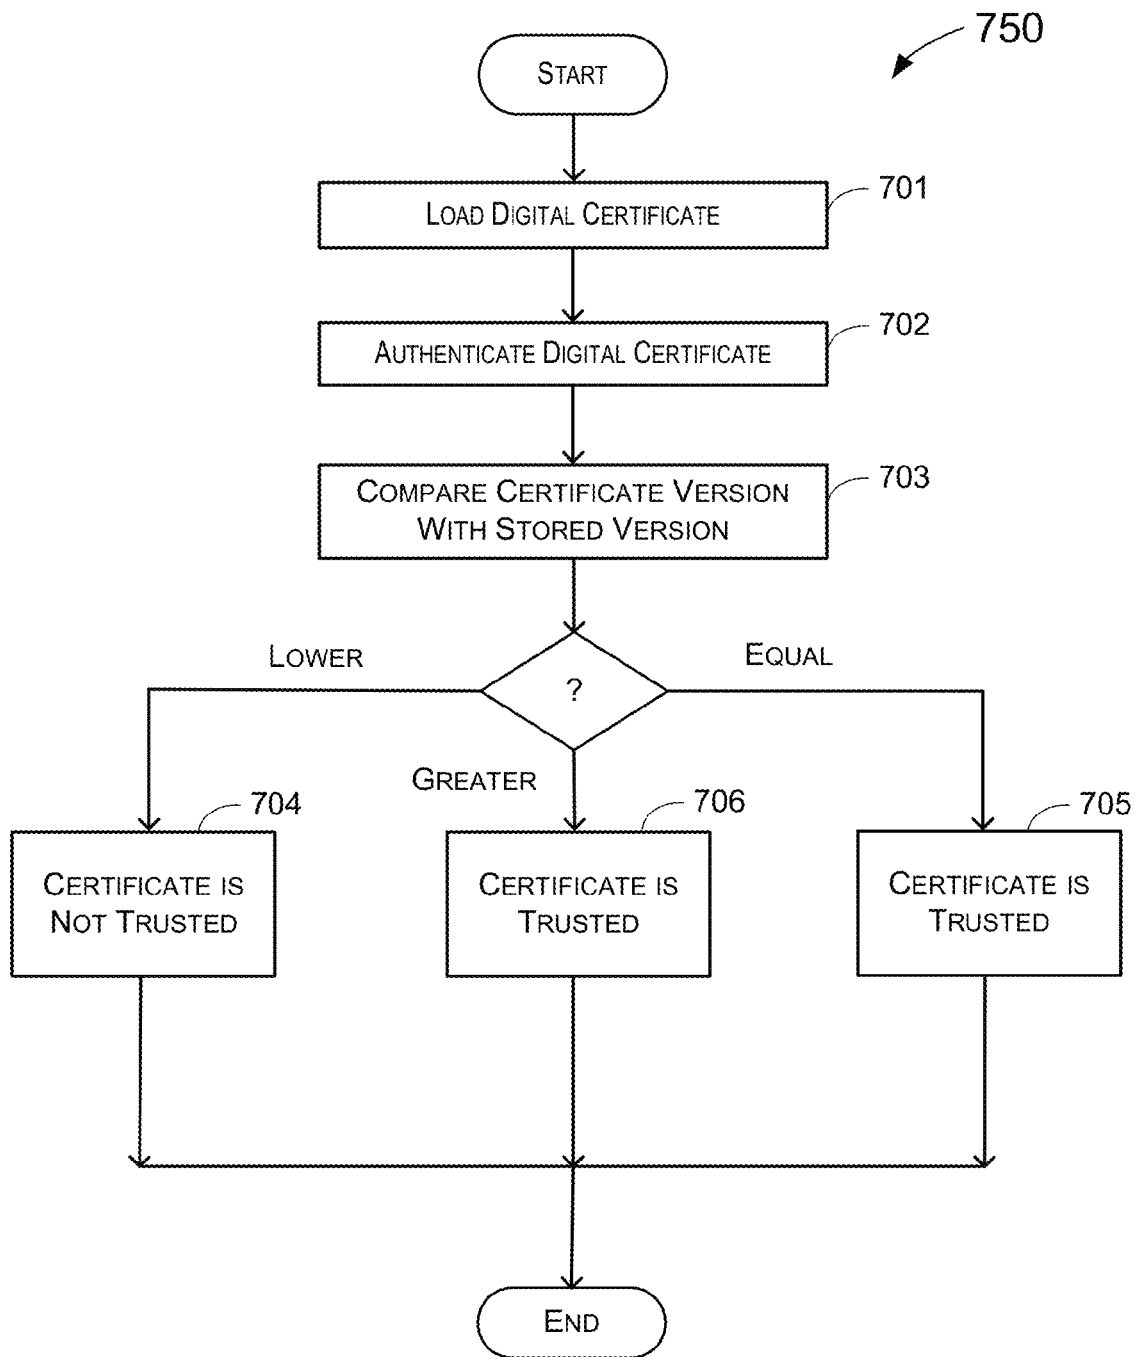 750
START
701
LOAD DIGITAL CERTIFICATE
702
AUTHENTICATE DIGITAL CERTIFICATE
703
COMPARE CERTIFICATE VERSION
WITH STORED VERSION
LOWER
EQUAL
?
GREATER
704
706
705
CERTIFICATE IS
NOT TRUSTED
CERTIFICATE IS
TRUSTED
CERTIFICATE IS
TRUSTED
END